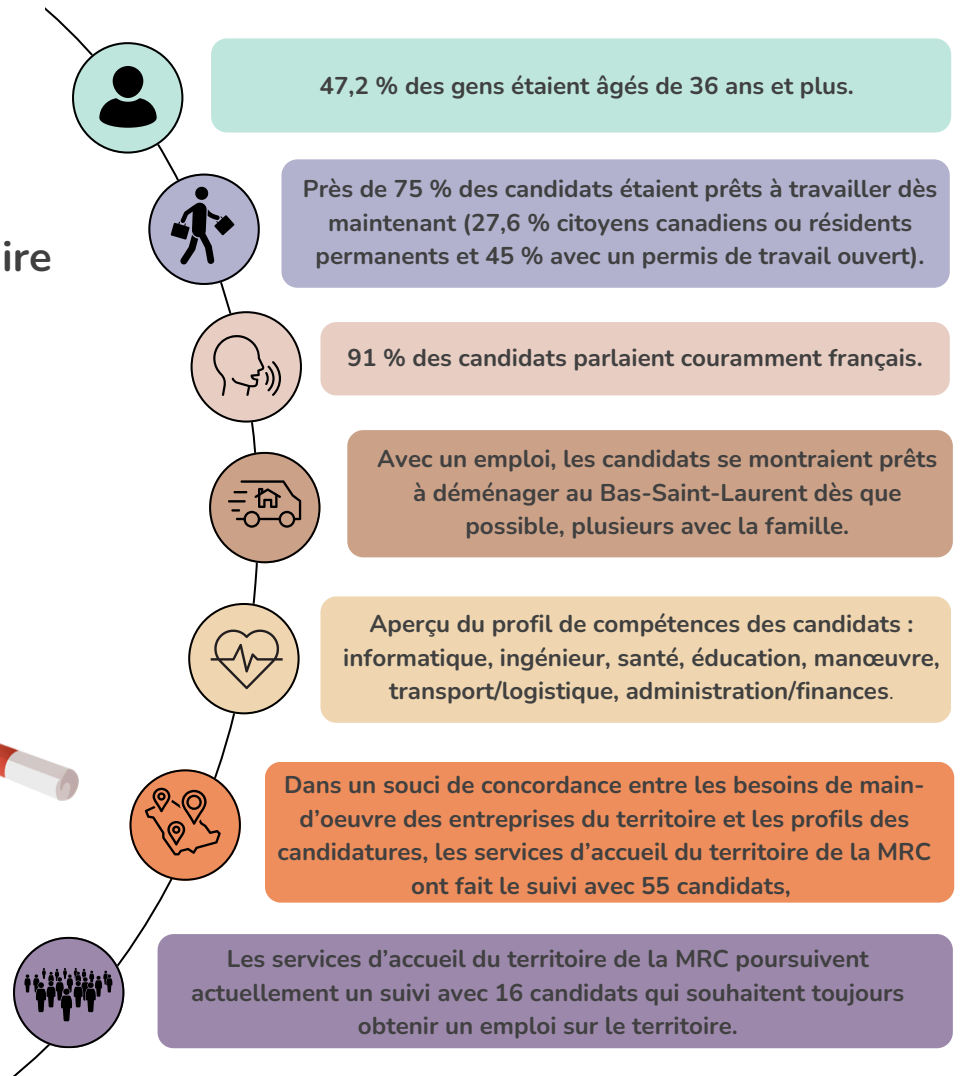 47,2 % des gens étaient âgés de 36 ans et plus.
Près de 75 % des candidats étaient prêts à travailler dès
maintenant (27,6 % citoyens canadiens ou résidents
permanents et 45 % avec un permis de travail ouvert).
ire
91 % des candidats parlaient couramment français.
Avec un emploi, les candidats se montraient prêts
à déménager au Bas-Saint-Laurent dès que
possible, plusieurs avec la famille.
Aperçu du profil de compétences des candidats :
informatique, ingénieur, santé, éducation, manœuvre,
transport/logistique, administration/finances.
Dans un souci de concordance entre les besoins de main-
d'oeuvre des entreprises du territoire et les profils des
candidatures, les services d'accueil du territoire de la MRC
ont fait le suivi avec 55 candidats,
Les services d'accueil du territoire de la MRC poursuivent
actuellement un suivi avec 16 candidats qui souhaitent toujours
obtenir un emploi sur le territoire.